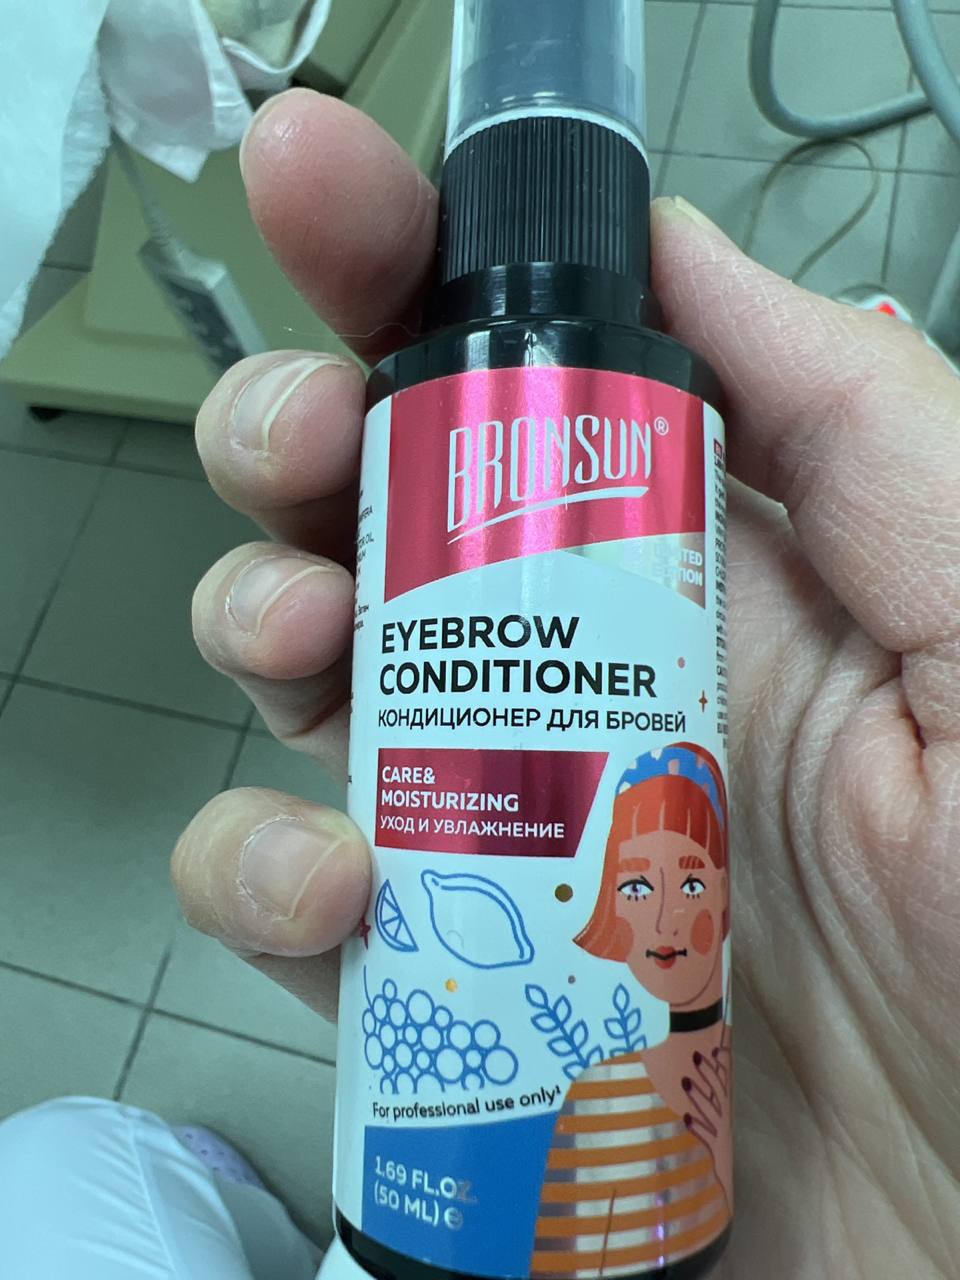 BRONSUN®
EYEBROW
CONDITIONER
КОНДИЦИОНЕР ДЛЯ БРОВЕЙ
CARE&
MOISTURIZING
УХОД И УВЛАЖНЕНИЕ
For professional use only¹
1.69 FL.OZ.
(50 ML) ℮